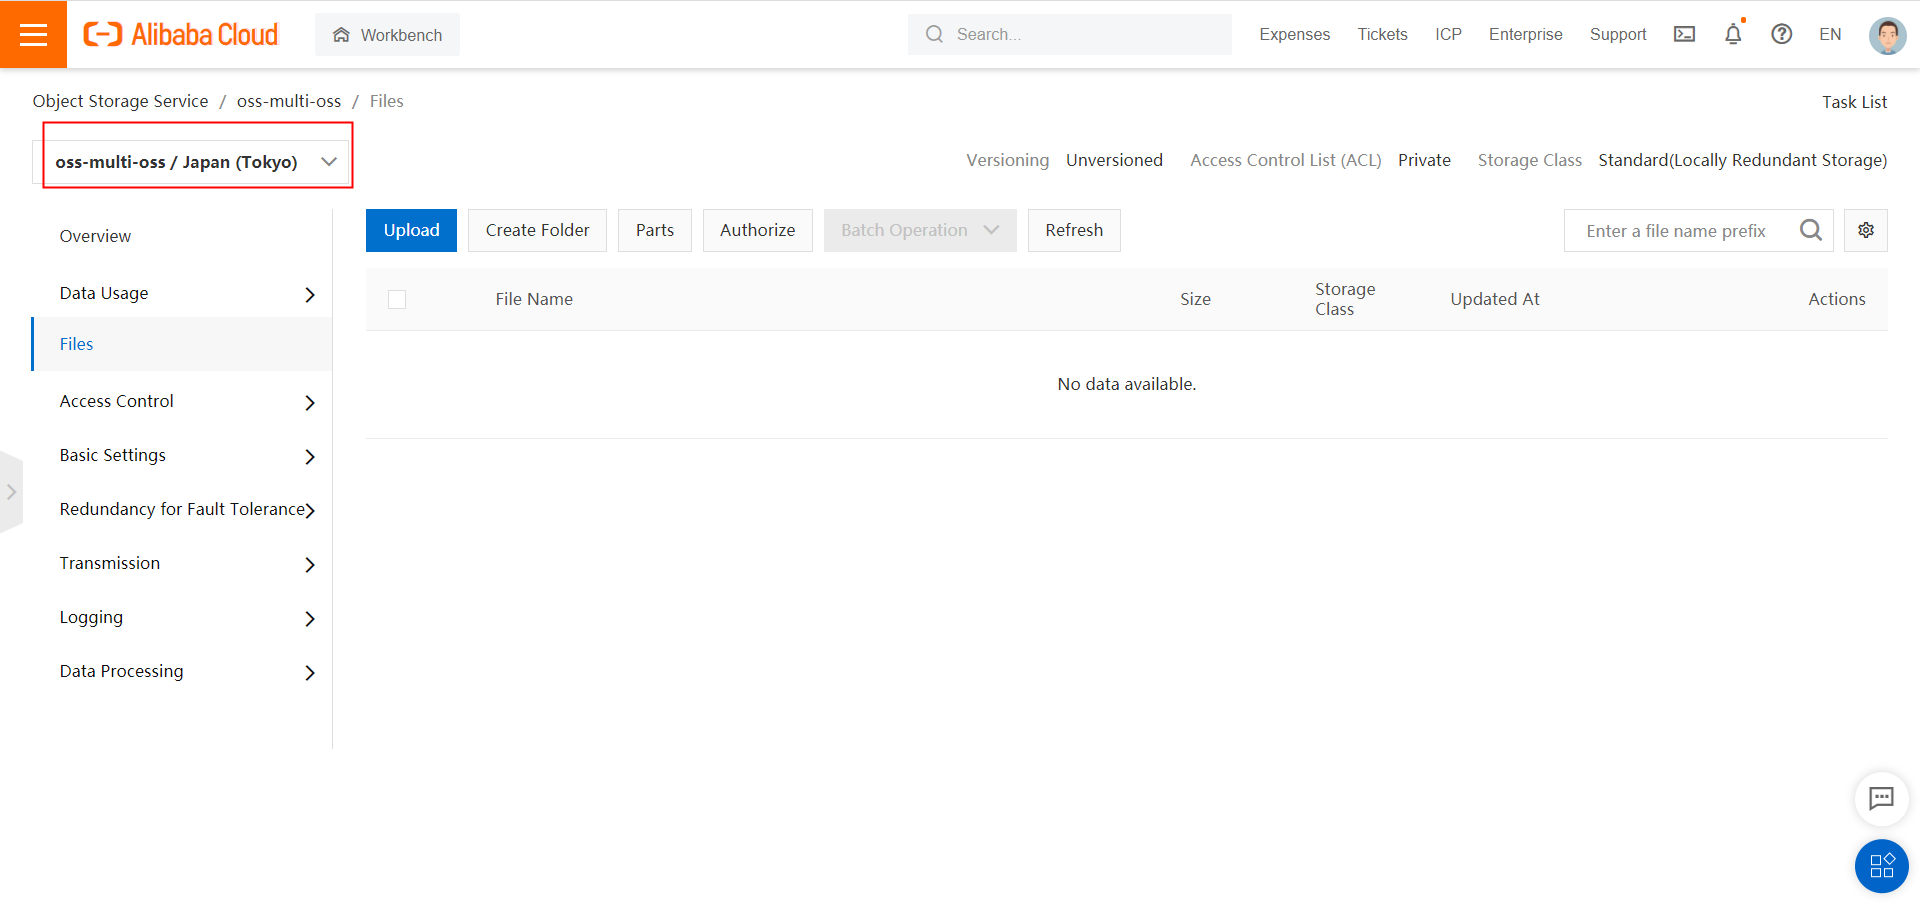 Alibaba Cloud
Workbench
Search...
Expenses
Tickets
ICP
Enterprise
Support
EN
Object Storage Service / oss-multi-oss / Files
Task List
oss-multi-oss / Japan (Tokyo)
Versioning Unversioned Access Control List (ACL) Private Storage Class Standard(Locally Redundant Storage)
Overview
Data Usage
Files
Access Control
Basic Settings
Redundancy for Fault Tolerance
Transmission
Logging
Data Processing
Upload
Create Folder
Parts
Authorize
Batch Operation
Refresh
Enter a file name prefix
File Name
Size
Storage
Class
Updated At
Actions
No data available.